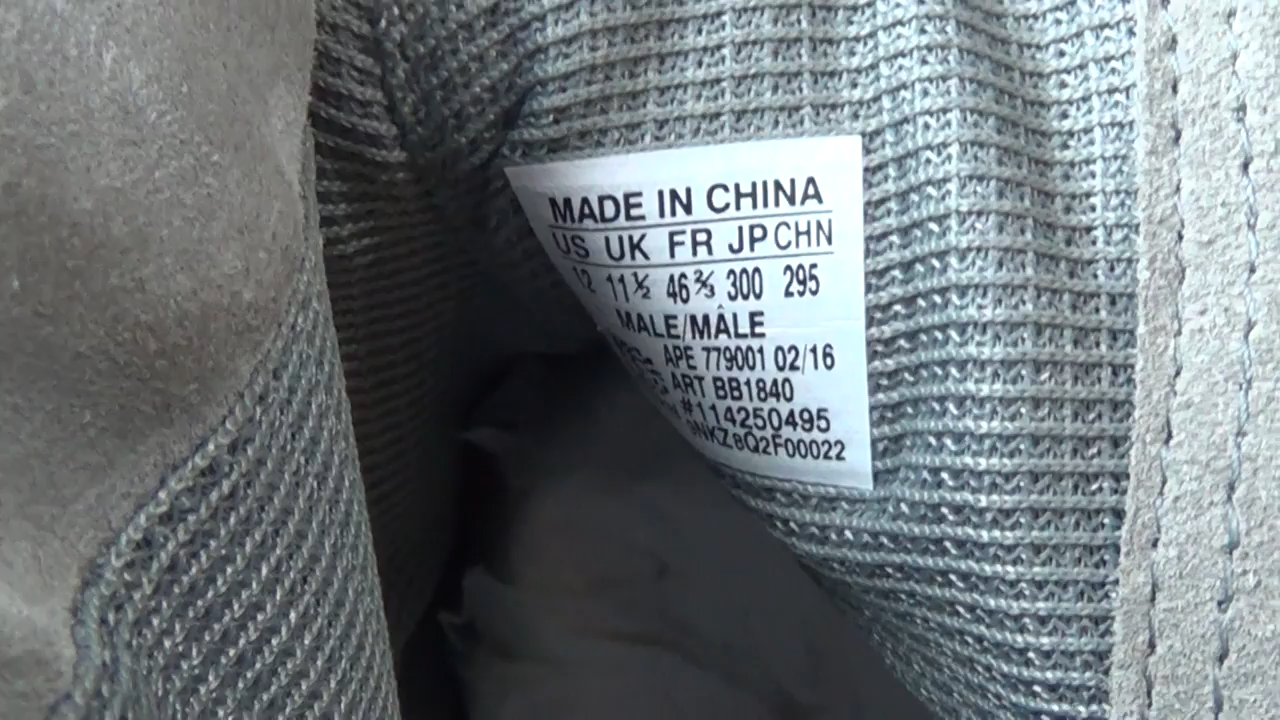 MADE IN CHINA
US UK FR JP CHN
12 11½ 46⅔ 300 295
MALE/MÂLE
APE 779001 02/16
ART BB1840
#114250495
9NKZ8Q2F00022